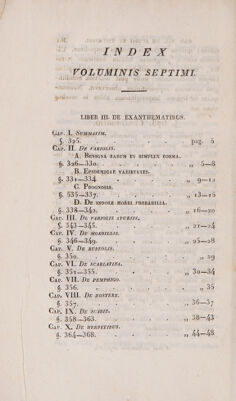 INDEX
VOLUMINIS SEPTIMI.
LIBER III. DE EXANTHEMATIBUS.
CAP. I. SUMMATIM.
§. 325. pag. 5
CAP. II. DE VARIOLIS.
A. BENIGNA EARUM ET SIMPLEX FORMA.
§. 326—330. „ 5—8
B. EPIDEMICAE VARIETATES.
§. 331—334 „ 9—12
C. PROGNOSIS.
§. 335—337. „ 13—15
D. DE INDOLE MORBI PROBABILIA.
§. 338—342. „ 16—20
CAP. III. DE VARIOLIS SPURIIS.
§. 343—345. „ 21—24
CAP. IV. DE MORBILLIS.
§. 346—349. „ 25—28
CAP. V. DE RUBEOLIS.
§. 350. „ 29
CAP. VI. DE SCARLATINA.
§. 351—355. „ 30—34
CAP. VII. DE PEMPHIGO.
§. 356. „ 35
CAP. VIII. DE ZOSTERE.
§. 357. „ 36—37
CAP. IX. DE SCABIE.
§. 358—363. „ 38—43
CAP. X. DE HERPETIBUS.
§. 364—368. „ 44—48